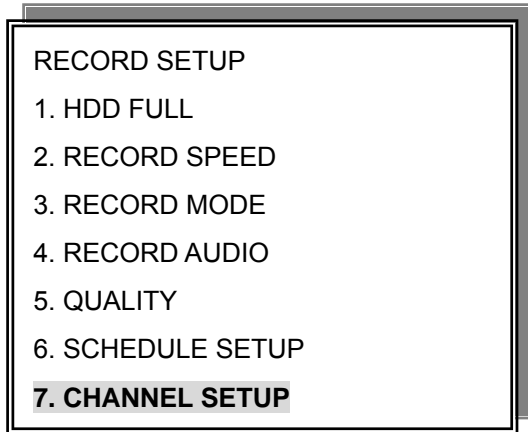 RECORD SETUP
1. HDD FULL
2. RECORD SPEED
3. RECORD MODE
4. RECORD AUDIO
5. QUALITY
6. SCHEDULE SETUP
7. CHANNEL SETUP